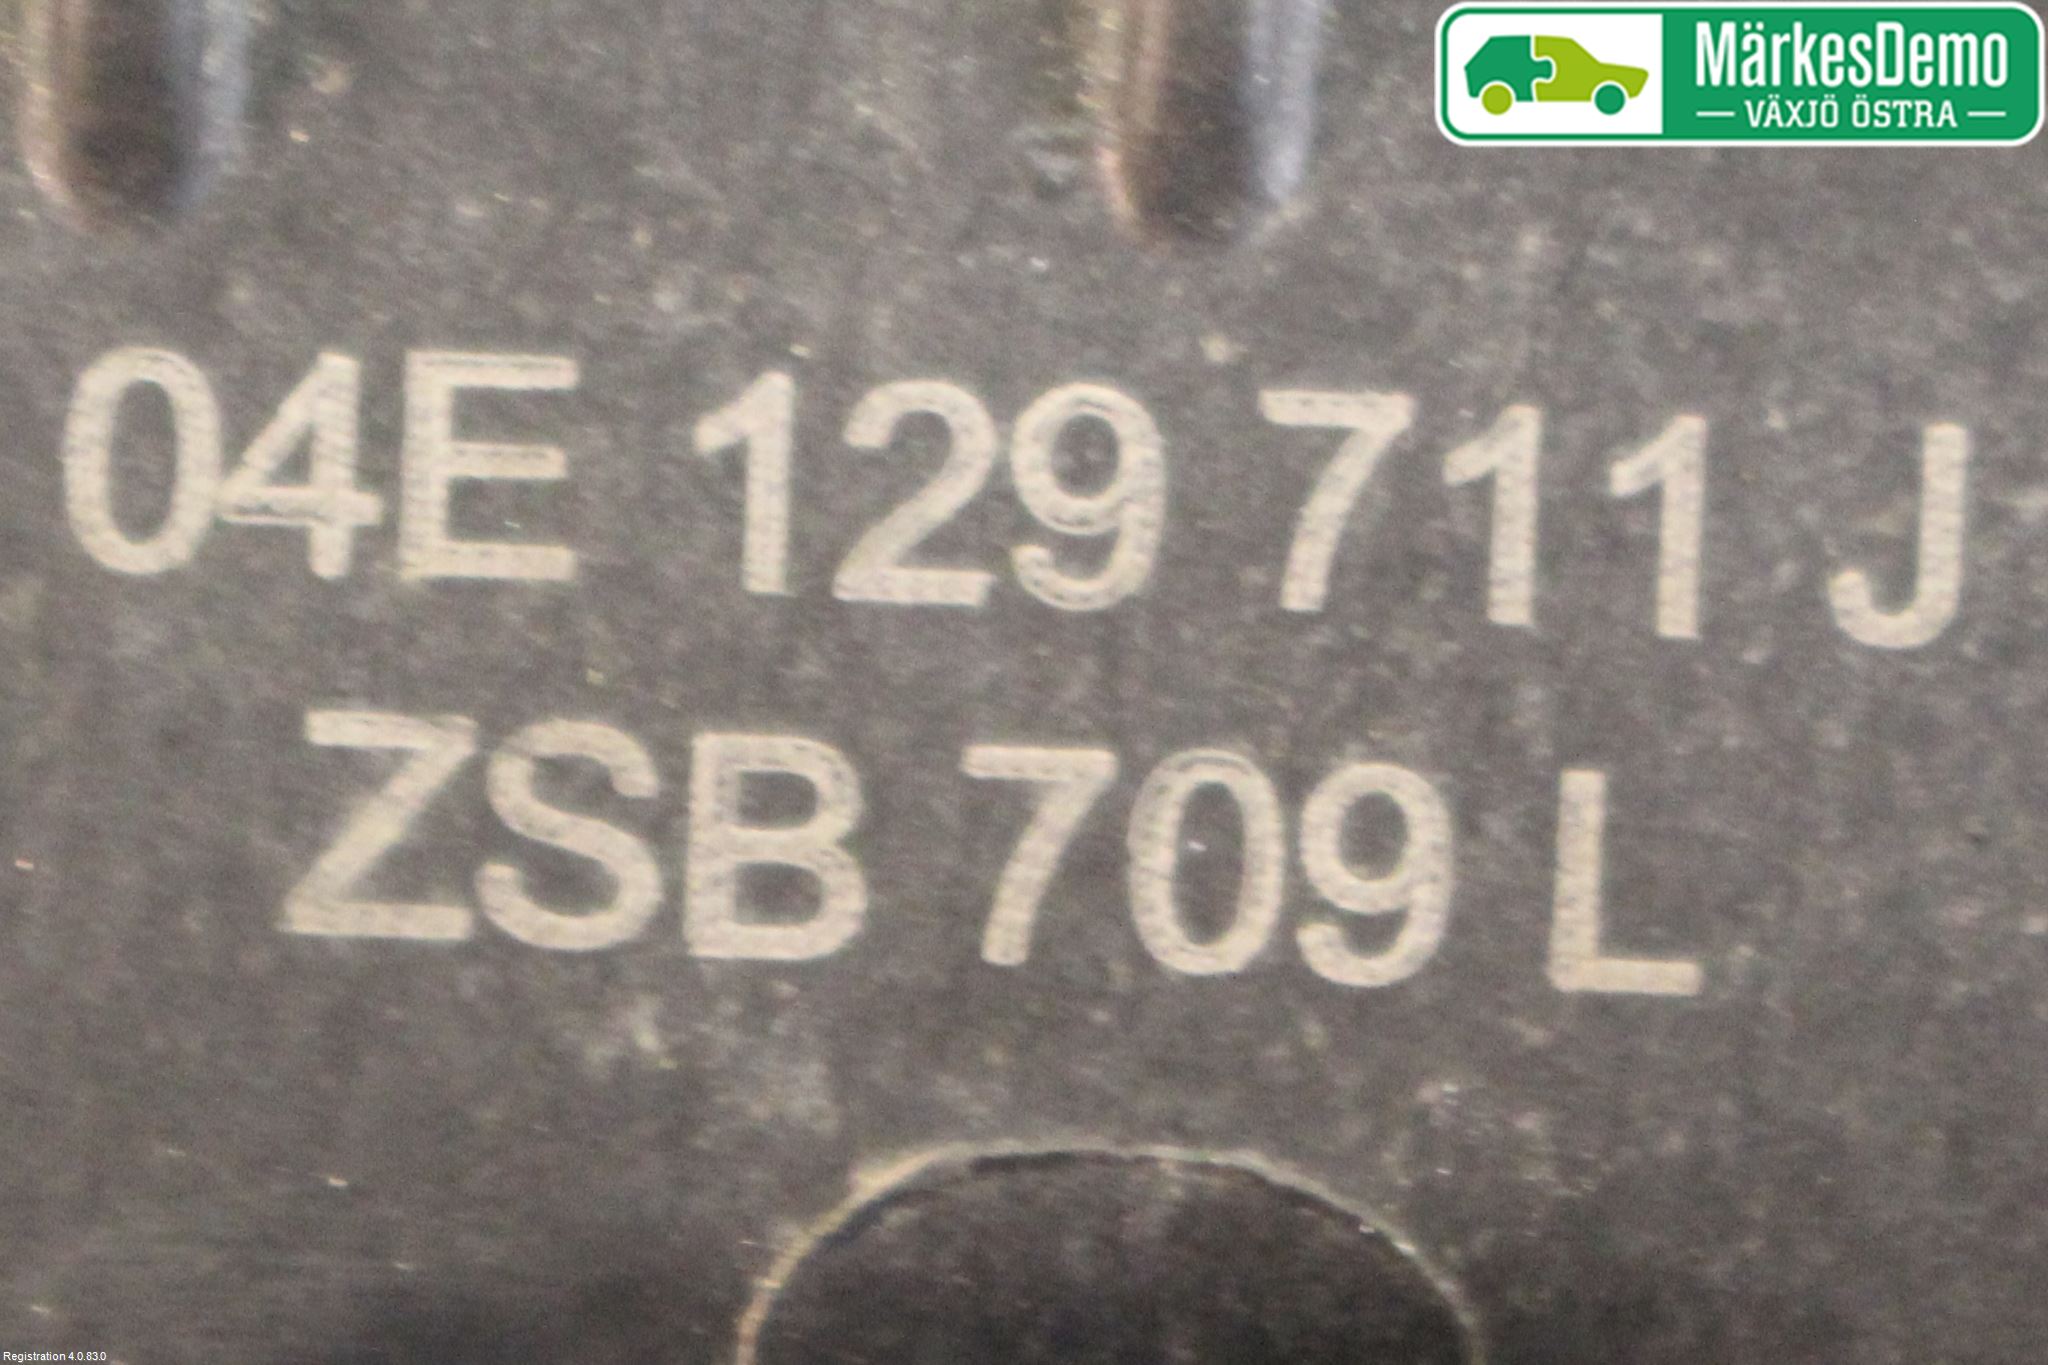 MärkesDemo
— VÄXJÖ ÖSTRA —
04E 129 711 J
ZSB 709 L
Registration 4.0.83.0